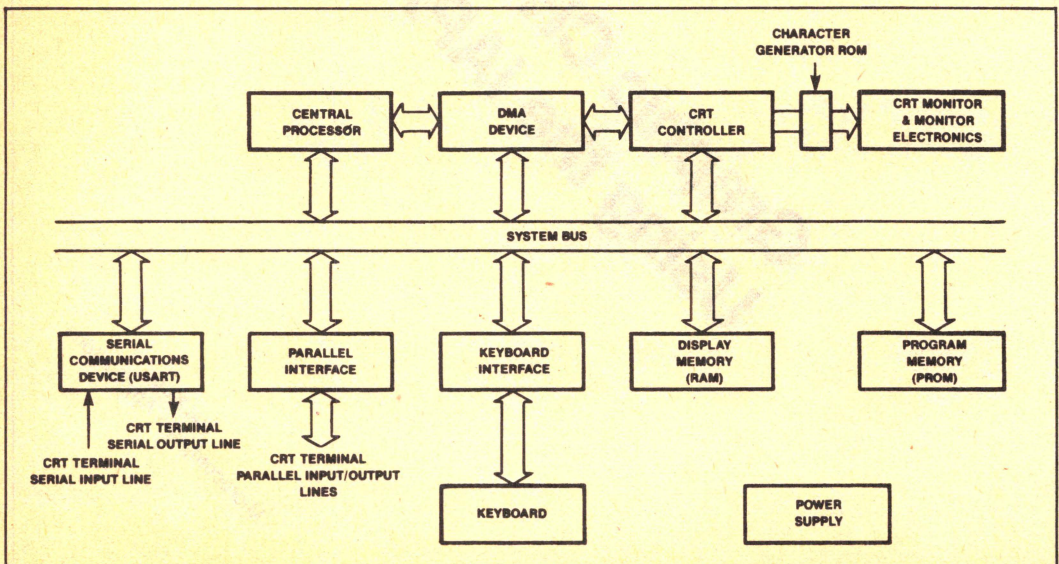 CHARACTER
GENERATOR ROM
CENTRAL
PROCESSOR
DMA
DEVICE
CRT
CONTROLLER
CRT MONITOR
& MONITOR
ELECTRONICS
SYSTEM BUS
SERIAL
COMMUNICATIONS
DEVICE (USART)
PARALLEL
INTERFACE
KEYBOARD
INTERFACE
DISPLAY
MEMORY
(RAM)
PROGRAM
MEMORY
(PROM)
CRT TERMINAL
SERIAL OUTPUT LINE
CRT TERMINAL
SERIAL INPUT LINE
CRT TERMINAL
PARALLEL INPUT/OUTPUT
LINES
KEYBOARD
POWER
SUPPLY